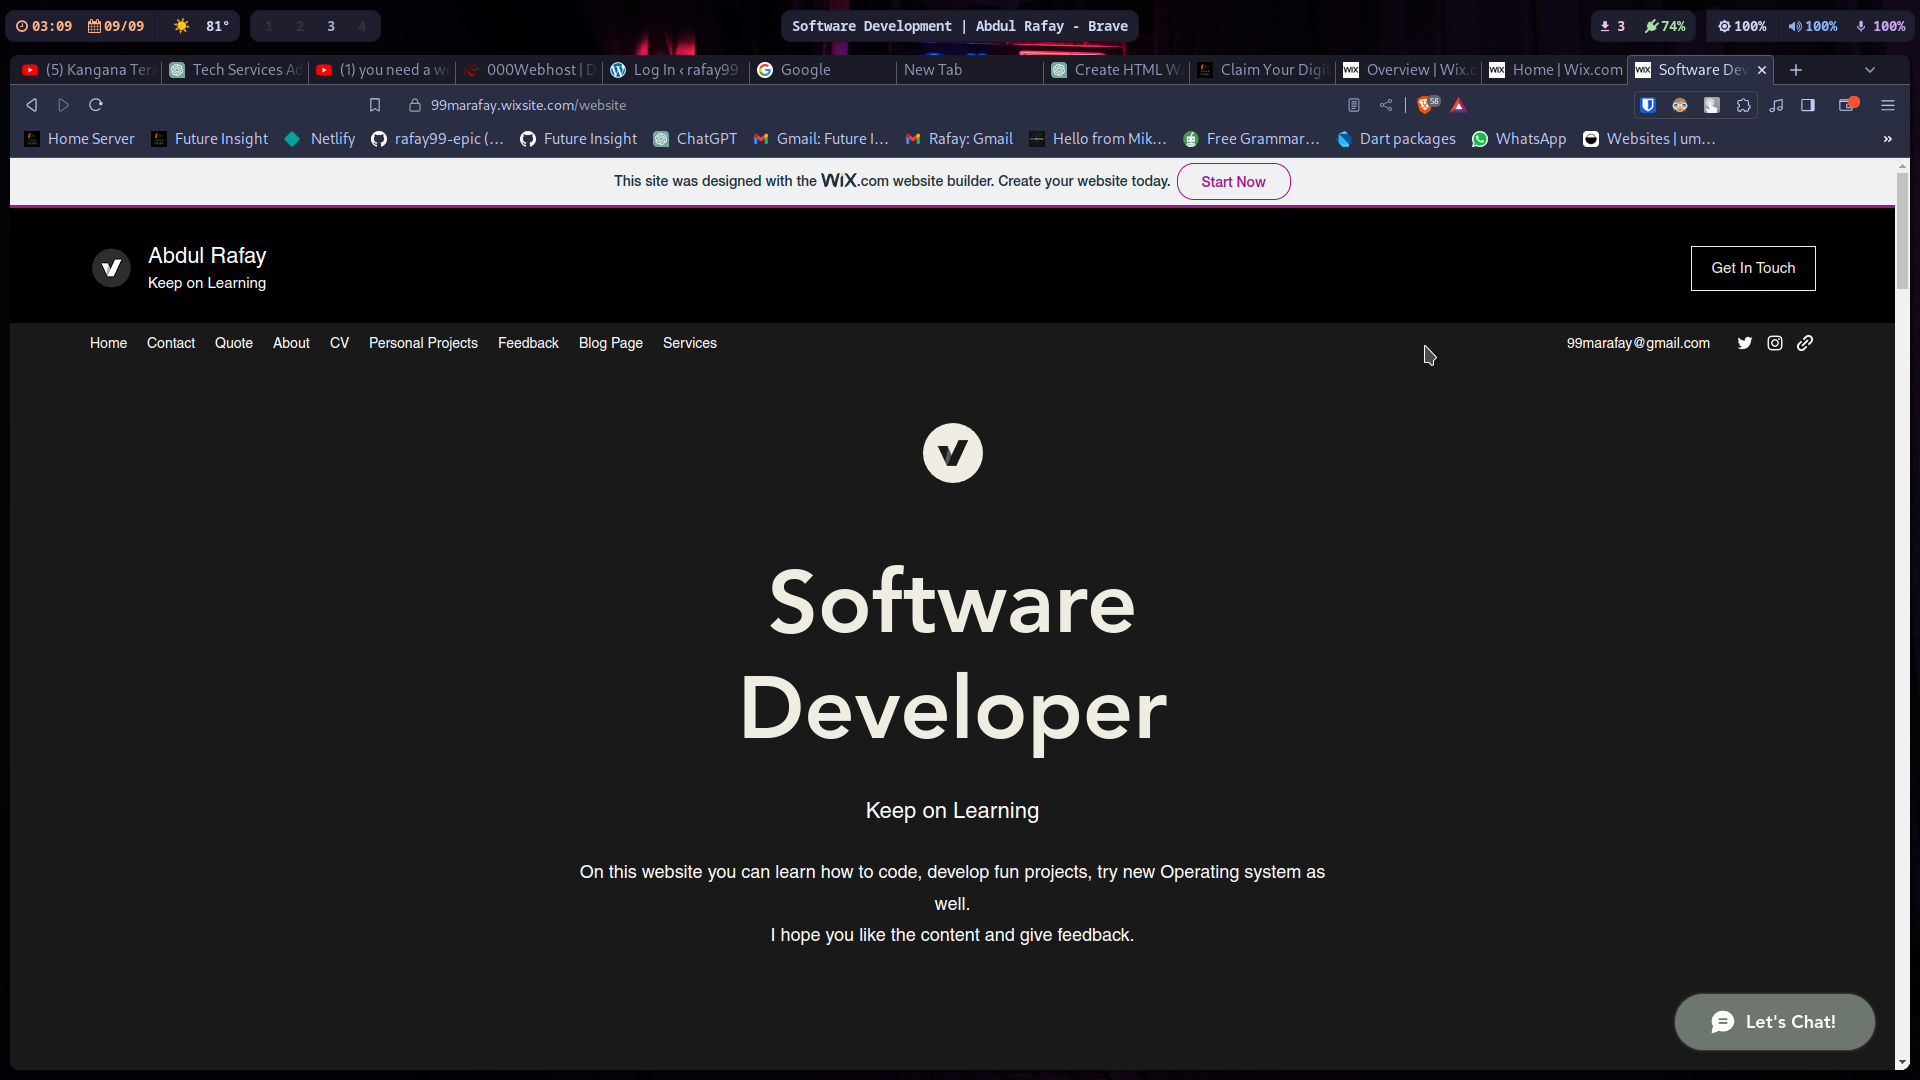 03:09 09/09 81° 1 2 3 4 Software Development | Abdul Rafay - Brave 3 74% 100% 100% 100%
(5) Kangana Ter Tech Services Ad (1) you need a w 000Webhost | D Log In ‹ rafay99 Google New Tab Create HTML W Claim Your Digi Overview | Wix.c Home | Wix.com Software Dev
99marafay.wixsite.com/website 58
Home Server Future Insight Netlify rafay99-epic (... Future Insight ChatGPT Gmail: Future I... Rafay: Gmail Hello from Mik... Free Grammar... Dart packages WhatsApp Websites | um... »
This site was designed with the WiX.com website builder. Create your website today. Start Now
Abdul Rafay
Keep on Learning
Get In Touch
Home Contact Quote About CV Personal Projects Feedback Blog Page Services 99marafay@gmail.com
Software
Developer
Keep on Learning
On this website you can learn how to code, develop fun projects, try new Operating system as
well.
I hope you like the content and give feedback.
Let's Chat!